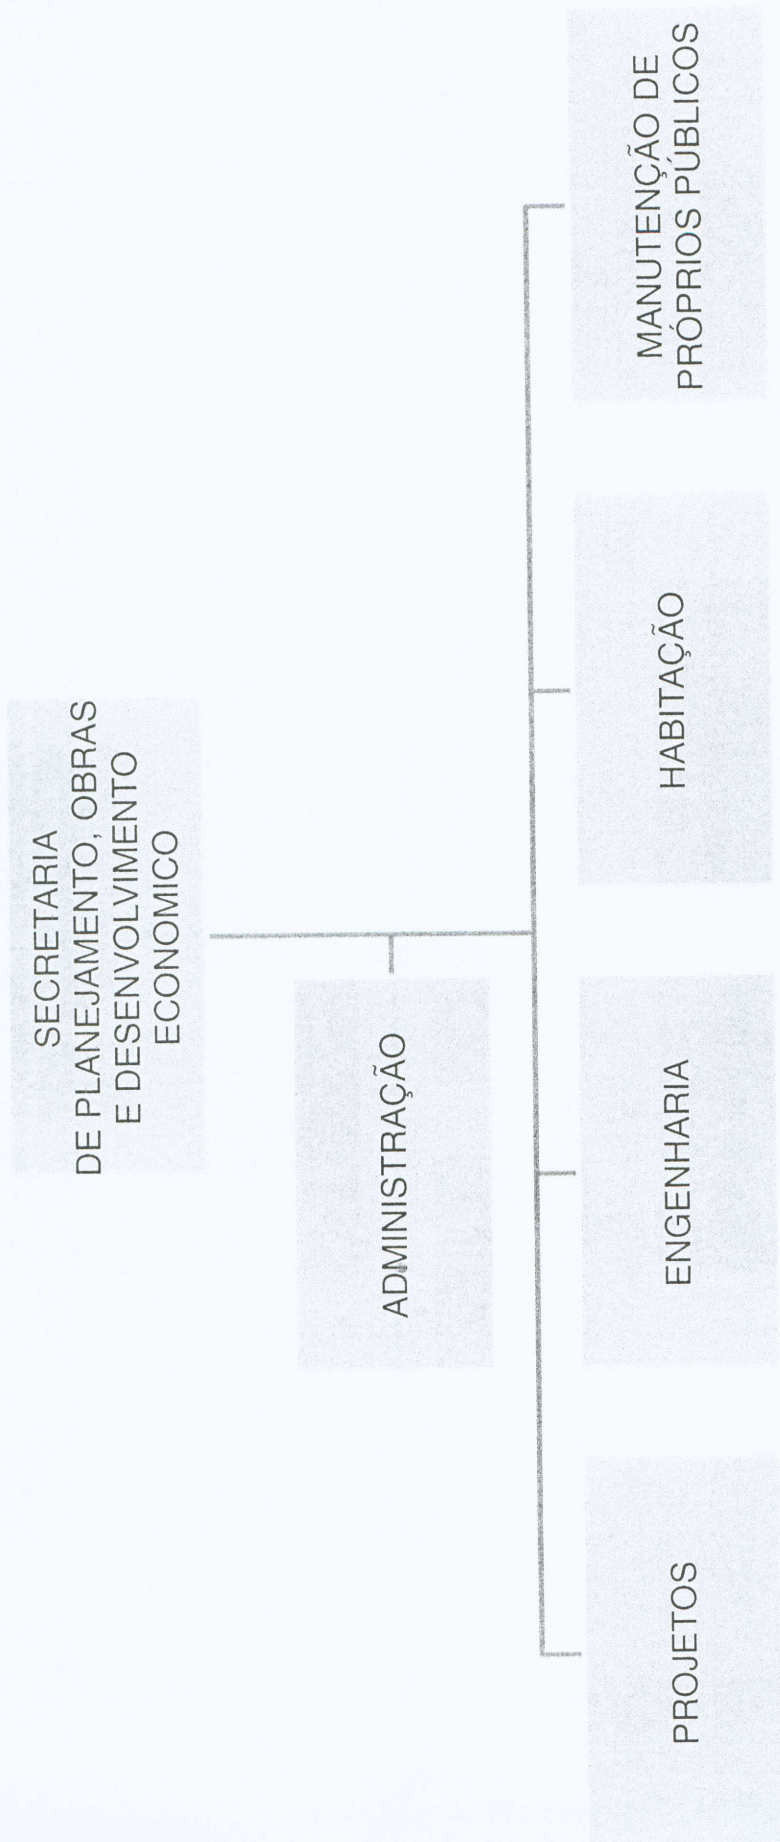 SECRETARIA
DE PLANEJAMENTO, OBRAS
E DESENVOLVIMENTO
ECONOMICO
ADMINISTRAÇÃO
PROJETOS
ENGENHARIA
HABITAÇÃO
MANUTENÇÃO DE
PRÓPRIOS PÚBLICOS